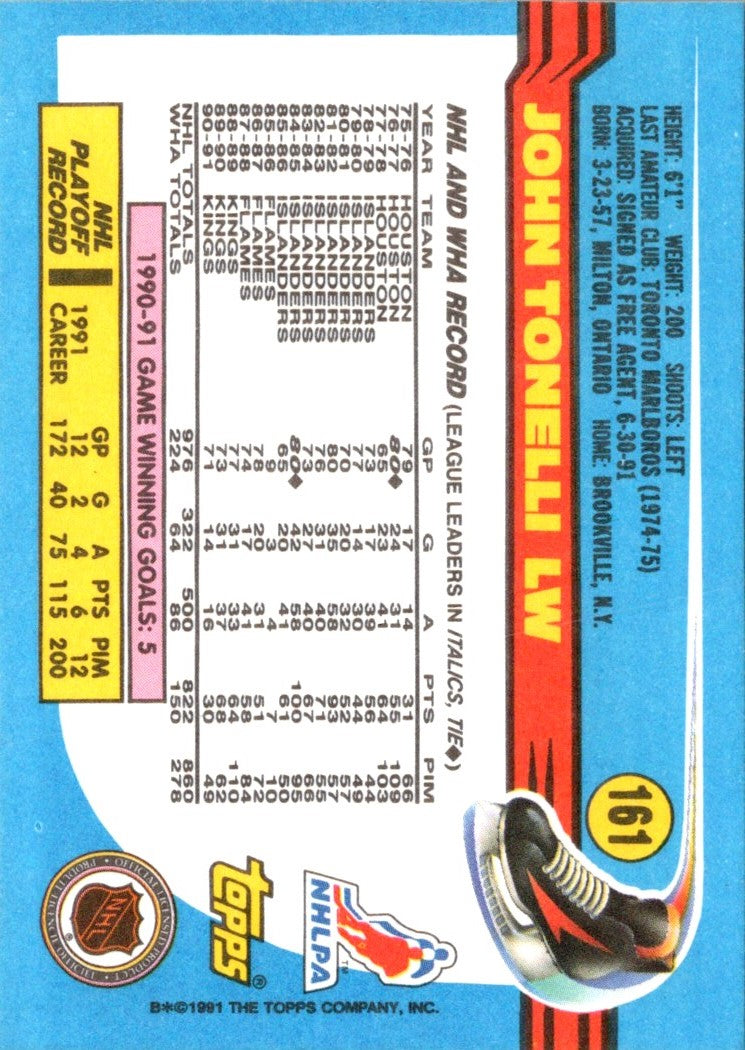 161
HEIGHT: 6'1" WEIGHT: 200 SHOOTS: LEFT
LAST AMATEUR CLUB: TORONTO MARLBOROS (1974-75)
ACQUIRED: SIGNED AS FREE AGENT, 6-30-91
BORN: 3-23-57, MILTON, ONTARIO HOME: BROOKVILLE, N.Y.
JOHN TONELLI LW
NHL AND WHA RECORD (LEAGUE LEADERS IN ITALICS, TIE◆)
YEAR TEAM GP G A PTS PIM
75-76 HOUSTON 79 17 14 31 66
76-77 HOUSTON 80◆ 24 31 55 109
77-78 HOUSTON 65 23 41 64 103
78-79 ISLANDERS 73 17 39 56 44
79-80 ISLANDERS 77 14 30 44 49
80-81 ISLANDERS 70 20 32 52 57
81-82 ISLANDERS 80 35 58 93 57
82-83 ISLANDERS 76 31 40 71 55
83-84 ISLANDERS 73 27 40 67 66
84-85 ISLANDERS 80◆ 42 58 100 95
85-86 ISLANDERS 65 20 41 61 50
85-86 FLAMES 9 3 4 7 10
86-87 FLAMES 78 20 31 51 72
87-88 FLAMES 74 17 41 58 84
88-89 KINGS 77 31 33 64 110
89-90 KINGS 73 31 37 68 62
90-91 KINGS 71 14 16 30 49
NHL TOTALS 976 322 500 822 860
WHA TOTALS 224 64 86 150 278
1990-91 GAME WINNING GOALS: 5
NHL PLAYOFF RECORD
GP G A PTS PIM
1991 12 2 4 6 12
CAREER 172 40 75 115 200
NHLPA
TM
TOPPS®
NHL
OFFICIAL LICENSED PRODUCT • PRODUIT LICENCIÉ OFFICIEL •
®
B*©1991 THE TOPPS COMPANY, INC.